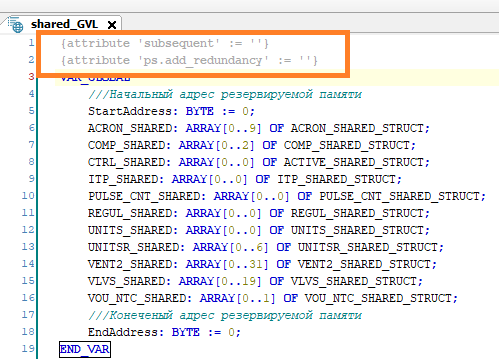 shared_GVL
1 {attribute 'subsequent' := ''}
2 {attribute 'ps.add_redundancy' := ''}
3 VAR_GLOBAL
4 ///Начальный адрес резервируемой памяти
5 StartAddress: BYTE := 0;
6 ACRON_SHARED: ARRAY[0..9] OF ACRON_SHARED_STRUCT;
7 COMP_SHARED: ARRAY[0..2] OF COMP_SHARED_STRUCT;
8 CTRL_SHARED: ARRAY[0..0] OF ACTIVE_SHARED_STRUCT;
9 ITP_SHARED: ARRAY[0..0] OF ITP_SHARED_STRUCT;
10 PULSE_CNT_SHARED: ARRAY[0..0] OF PULSE_CNT_SHARED_STRUCT;
11 REGUL_SHARED: ARRAY[0..0] OF REGUL_SHARED_STRUCT;
12 UNITS_SHARED: ARRAY[0..0] OF UNITS_SHARED_STRUCT;
13 UNITSR_SHARED: ARRAY[0..6] OF UNITSR_SHARED_STRUCT;
14 VENT2_SHARED: ARRAY[0..31] OF VENT2_SHARED_STRUCT;
15 VLVS_SHARED: ARRAY[0..19] OF VLVS_SHARED_STRUCT;
16 VOU_NTC_SHARED: ARRAY[0..1] OF VOU_NTC_SHARED_STRUCT;
17 ///Конеченый адрес резервируемой памяти
18 EndAddress: BYTE := 0;
19 END_VAR